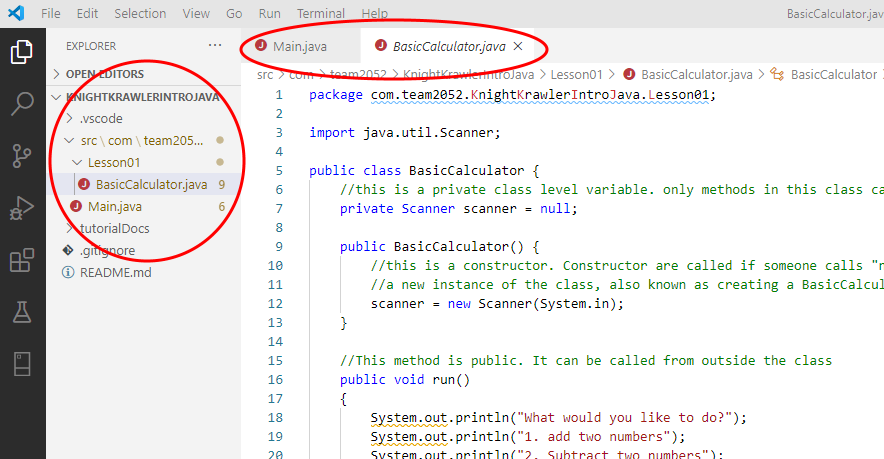 File Edit Selection View Go Run Terminal Help BasicCalculator.java
EXPLORER ...
OPEN EDITORS
KNIGHTKRAWLERINTROJAVA
.vscode
src \ com \ team205...
Lesson01
BasicCalculator.java 9
Main.java 6
tutorialDocs
.gitignore
README.md
Main.java BasicCalculator.java
src > com > team2052 > KnightKrawlerIntroJava > Lesson01 > BasicCalculator.java > BasicCalculator
1 package com.team2052.KnightKrawlerIntroJava.Lesson01;
2
3 import java.util.Scanner;
4
5 public class BasicCalculator {
6 //this is a private class level variable. only methods in this class ca
7 private Scanner scanner = null;
8
9 public BasicCalculator() {
10 //this is a constructor. Constructor are called if someone calls "n
11 //a new instance of the class, also known as creating a BasicCalcul
12 scanner = new Scanner(System.in);
13 }
14
15 //This method is public. It can be called from outside the class
16 public void run()
17 {
18 System.out.println("What would you like to do?");
19 System.out.println("1. add two numbers");
20 System.out.println("2. Subtract two numbers");